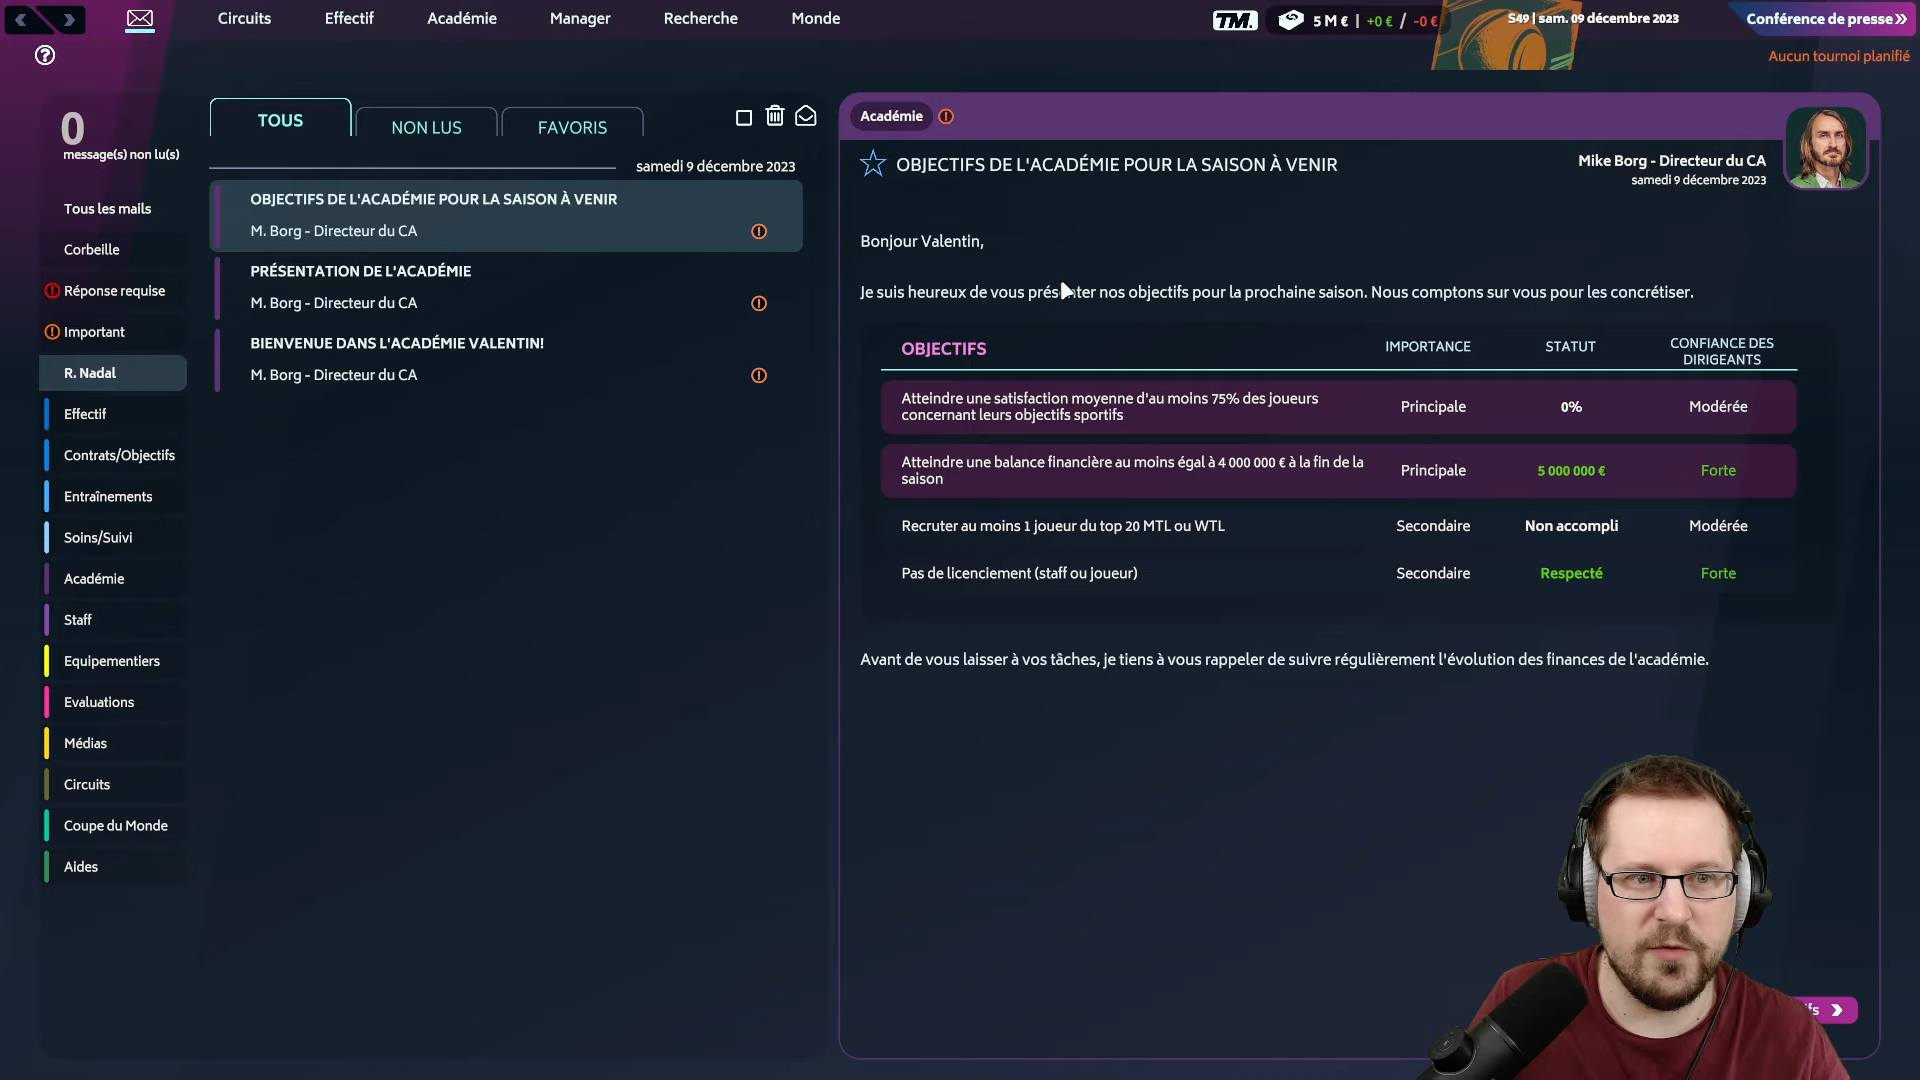 Circuits
Effectif
Académie
Manager
Recherche
Monde
TM.
5 M € | +0 € / -0 €
S49 | sam. 09 décembre 2023
Conférence de presse
Aucun tournoi planifié
0
message(s) non lu(s)
Tous les mails
Corbeille
Réponse requise
Important
R. Nadal
Effectif
Contrats/Objectifs
Entraînements
Soins/Suivi
Académie
Staff
Equipementiers
Evaluations
Médias
Circuits
Coupe du Monde
Aides
TOUS
NON LUS
FAVORIS
samedi 9 décembre 2023
OBJECTIFS DE L'ACADÉMIE POUR LA SAISON À VENIR
M. Borg - Directeur du CA
PRÉSENTATION DE L'ACADÉMIE
M. Borg - Directeur du CA
BIENVENUE DANS L'ACADÉMIE VALENTIN!
M. Borg - Directeur du CA
Académie
OBJECTIFS DE L'ACADÉMIE POUR LA SAISON À VENIR
Mike Borg - Directeur du CA
samedi 9 décembre 2023
Bonjour Valentin,
Je suis heureux de vous présenter nos objectifs pour la prochaine saison. Nous comptons sur vous pour les concrétiser.
OBJECTIFS
IMPORTANCE
STATUT
CONFIANCE DES
DIRIGEANTS
Atteindre une satisfaction moyenne d'au moins 75% des joueurs
concernant leurs objectifs sportifs
Principale
0%
Modérée
Atteindre une balance financière au moins égal à 4 000 000 € à la fin de la
saison
Principale
5 000 000 €
Forte
Recruter au moins 1 joueur du top 20 MTL ou WTL
Secondaire
Non accompli
Modérée
Pas de licenciement (staff ou joueur)
Secondaire
Respecté
Forte
Avant de vous laisser à vos tâches, je tiens à vous rappeler de suivre régulièrement l'évolution des finances de l'académie.